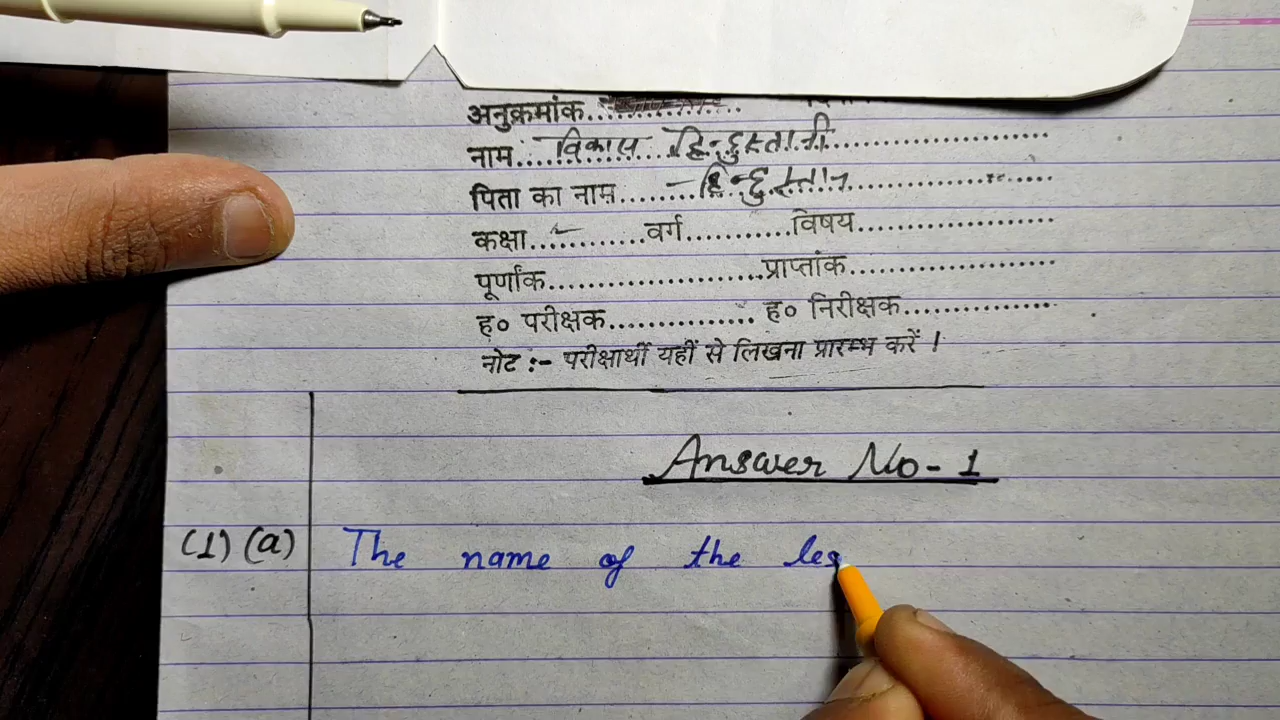 अनुक्रमांक..................
नाम....विकास हिन्दुस्तानी............................
पिता का नाम........हिन्दुस्तान............................
कक्षा............वर्ग...........विषय....................
पूर्णांक......................प्राप्तांक.....................
ह० परीक्षक............... ह० निरीक्षक...............
नोट :- परीक्षार्थी यहीं से लिखना प्रारम्भ करें ।
Answer No - 1
(1) (a) The name of the les